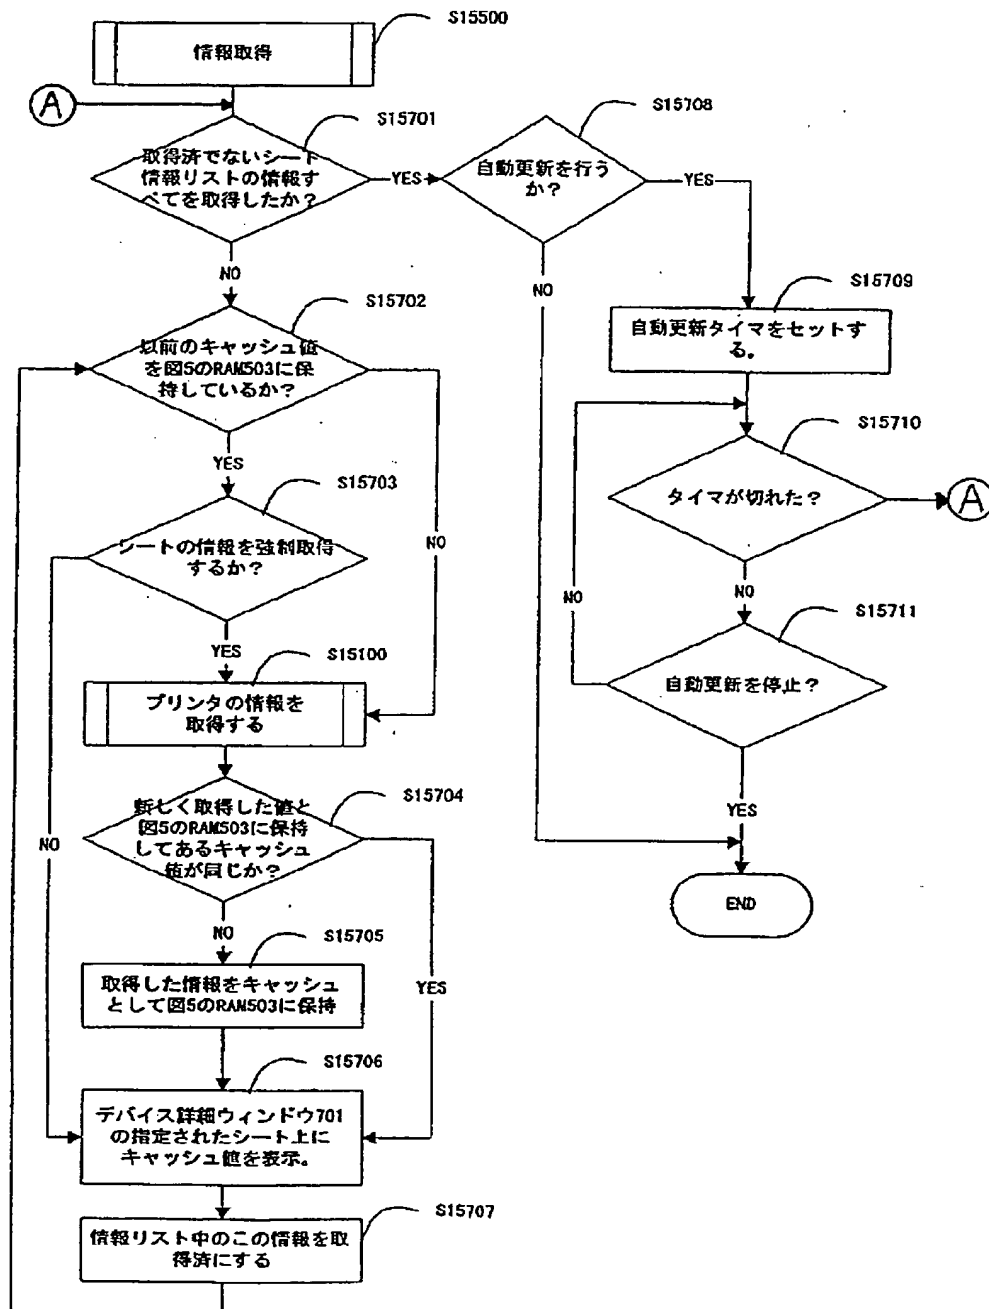 S15500
情報取得
A
S15701
取得済でないシート
情報リストの情報す
べてを取得したか？
YES
S15708
自動更新を行う
か？
YES
NO
NO
S15702
以前のキャッシュ値
を図5のRAM503に保
持しているか？
S15709
自動更新タイマをセットす
る。
YES
S15703
シートの情報を強制取得
するか？
NO
S15710
タイマが切れた？
A
NO
NO
YES
S15100
プリンタの情報を
取得する
S15711
自動更新を停止？
S15704
新しく取得した値と
図5のRAM503に保持
してあるキャッシュ
値が同じか？
NO
YES
END
NO
YES
S15705
取得した情報をキャッシュ
として図5のRAM503に保持
S15706
デバイス詳細ウィンドウ701
の指定されたシート上に
キャッシュ値を表示。
S15707
情報リスト中のこの情報を取
得済にする